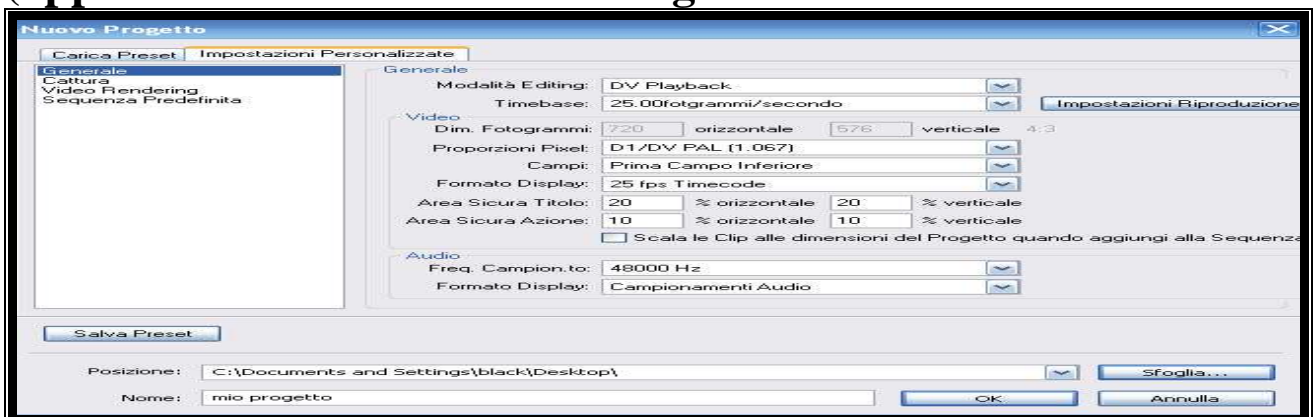 Nuovo Progetto
Carica Preset Impostazioni Personalizzate
Generale
Cattura
Video Rendering
Sequenza Predefinita
Generale
Modalità Editing: DV Playback
Timebase: 25.00fotgrammi/secondo Impostazioni Riproduzione
Video
Dim. Fotogrammi: 720 orizzontale 576 verticale 4:3
Proporzioni Pixel: D1/DV PAL (1.067)
Campi: Prima Campo Inferiore
Formato Display: 25 fps Timecode
Area Sicura Titolo: 20 % orizzontale 20 % verticale
Area Sicura Azione: 10 % orizzontale 10 % verticale
Scala le Clip alle dimensioni del Progetto quando aggiungi alla Sequenza
Audio
Freq. Campion.to: 48000 Hz
Formato Display: Campionamenti Audio
Salva Preset
Posizione: C:\Documents and Settings\black\Desktop\ Sfoglia...
Nome: mio progetto OK Annulla